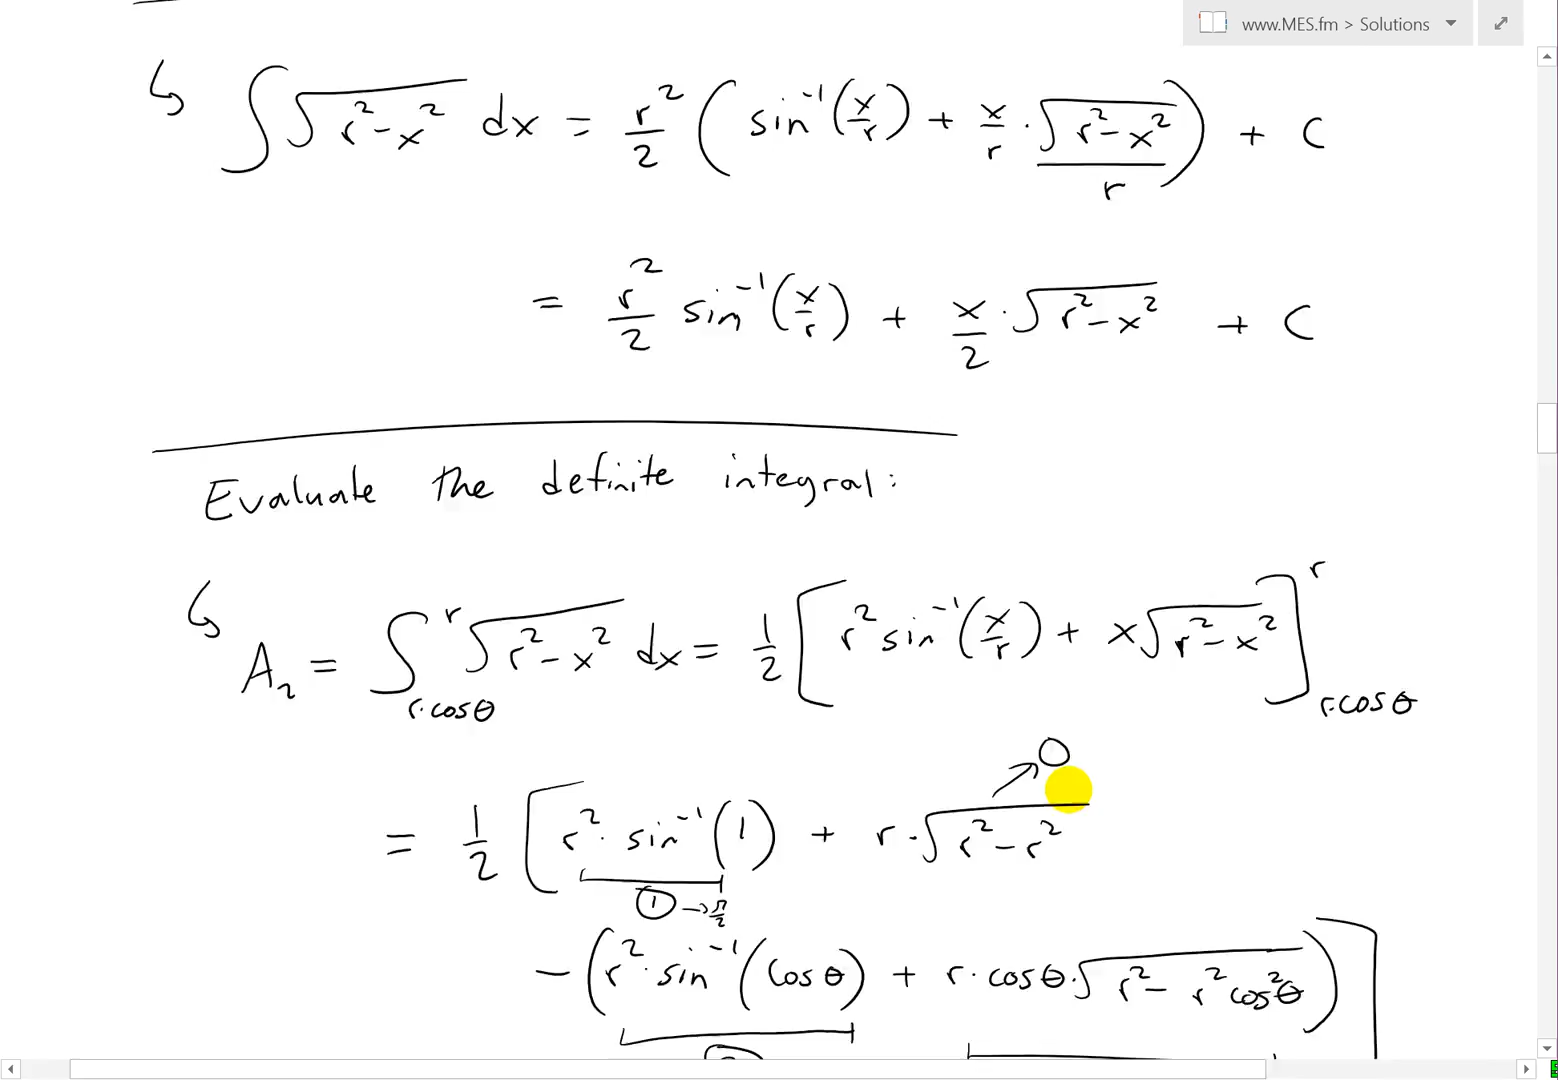 www.MES.fm > Solutions
↳ ∫√(r²-x²) dx = r²/2 ( sin⁻¹(x/r) + x/r · √(r²-x²)/r ) + C
= r²/2 sin⁻¹(x/r) + x/2 · √(r²-x²) + C
Evaluate the definite integral:
↳ A₂ = ∫_{r·cosθ}^{r} √(r²-x²) dx = 1/2 [ r² sin⁻¹(x/r) + x√(r²-x²) ]_{r·cosθ}^{r}
0
= 1/2 [ r² · sin⁻¹(1) + r·√(r²-r²)
① → π/2
- (r² · sin⁻¹(cosθ) + r·cosθ·√(r² - r²cos²θ)) ]